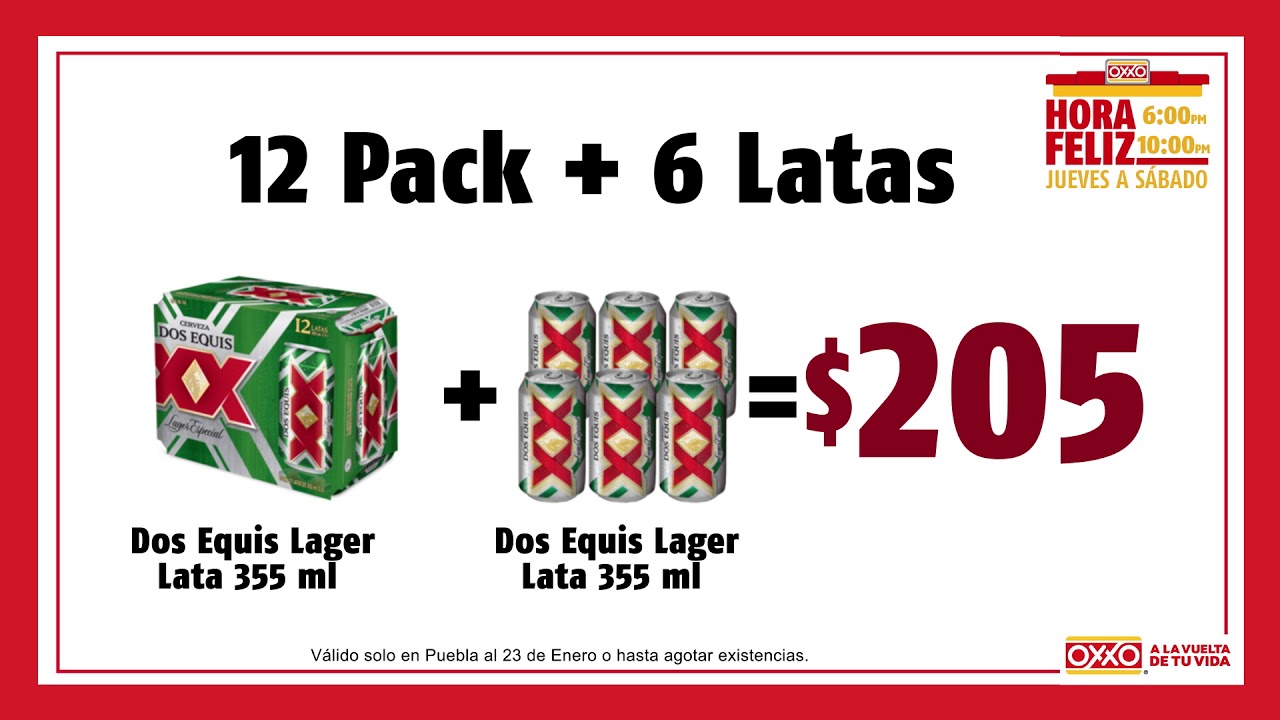 OXXO
HORA 6:00PM
FELIZ 10:00PM
JUEVES A SÁBADO
12 Pack + 6 Latas
CERVEZA
DOS EQUIS
XX
Lager Especial
12 LATAS
DOS EQUIS
+
=$205
Dos Equis Lager
Lata 355 ml
Dos Equis Lager
Lata 355 ml
Válido solo en Puebla al 23 de Enero o hasta agotar existencias.
OXXO
A LA VUELTA
DE TU VIDA